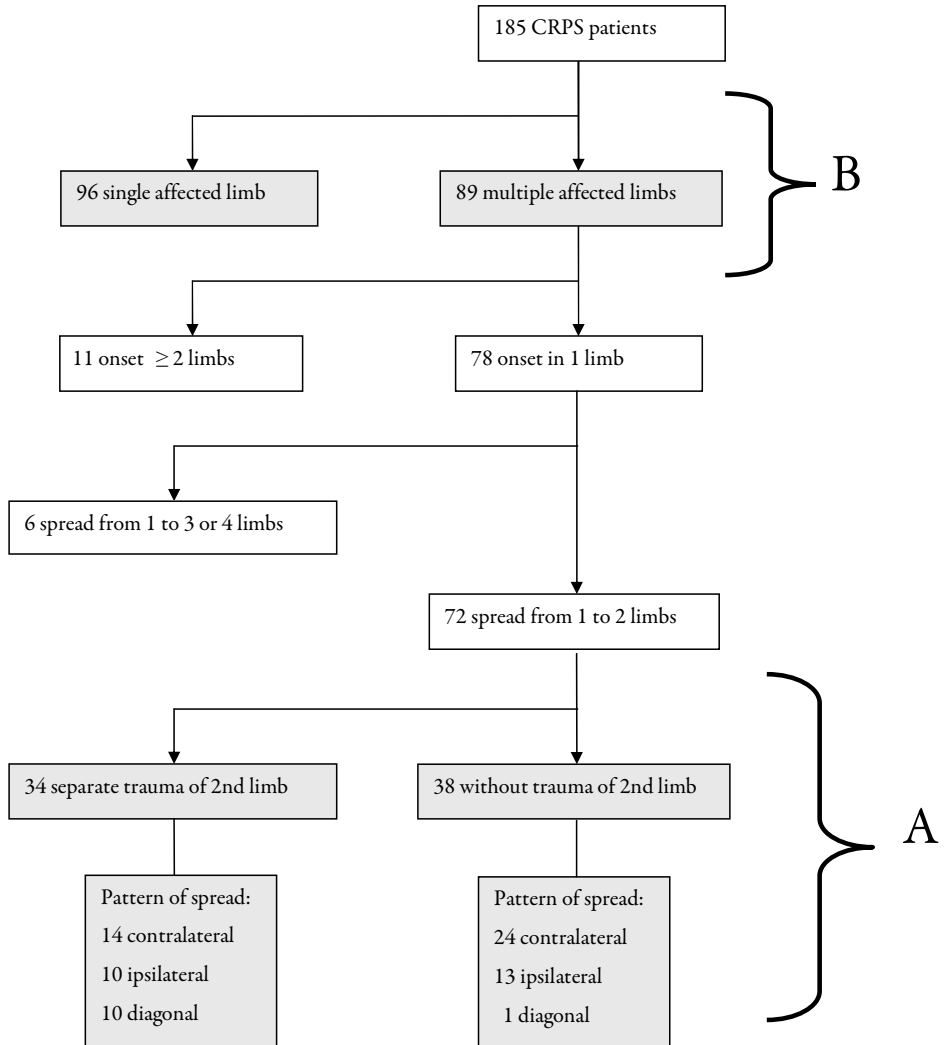 185 CRPS patients
B
96 single affected limb
89 multiple affected limbs
11 onset ≥ 2 limbs
78 onset in 1 limb
6 spread from 1 to 3 or 4 limbs
72 spread from 1 to 2 limbs
34 separate trauma of 2nd limb
38 without trauma of 2nd limb
A
Pattern of spread:
14 contralateral
10 ipsilateral
10 diagonal
Pattern of spread:
24 contralateral
13 ipsilateral
1 diagonal